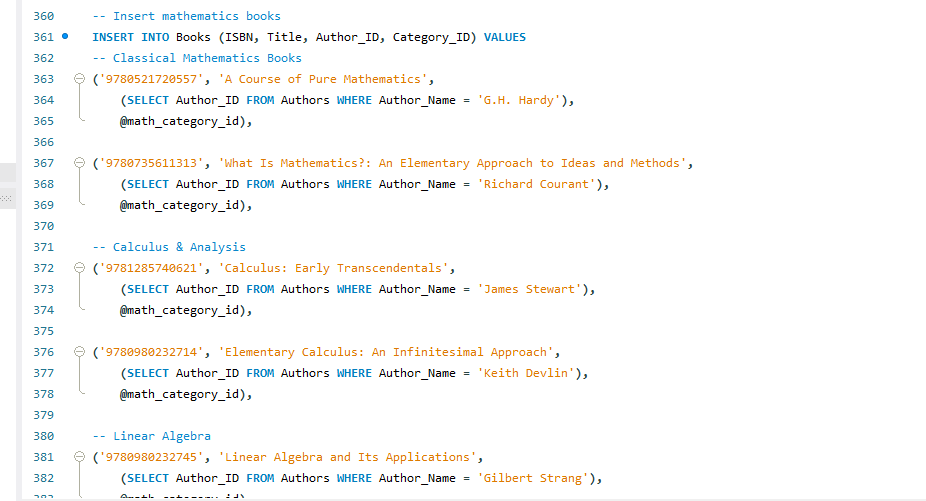 360 -- Insert mathematics books
361 INSERT INTO Books (ISBN, Title, Author_ID, Category_ID) VALUES
362 -- Classical Mathematics Books
363 ('9780521720557', 'A Course of Pure Mathematics',
364 (SELECT Author_ID FROM Authors WHERE Author_Name = 'G.H. Hardy'),
365 @math_category_id),
366
367 ('9780735611313', 'What Is Mathematics?: An Elementary Approach to Ideas and Methods',
368 (SELECT Author_ID FROM Authors WHERE Author_Name = 'Richard Courant'),
369 @math_category_id),
370
371 -- Calculus & Analysis
372 ('9781285740621', 'Calculus: Early Transcendentals',
373 (SELECT Author_ID FROM Authors WHERE Author_Name = 'James Stewart'),
374 @math_category_id),
375
376 ('9780980232714', 'Elementary Calculus: An Infinitesimal Approach',
377 (SELECT Author_ID FROM Authors WHERE Author_Name = 'Keith Devlin'),
378 @math_category_id),
379
380 -- Linear Algebra
381 ('9780980232745', 'Linear Algebra and Its Applications',
382 (SELECT Author_ID FROM Authors WHERE Author_Name = 'Gilbert Strang'),